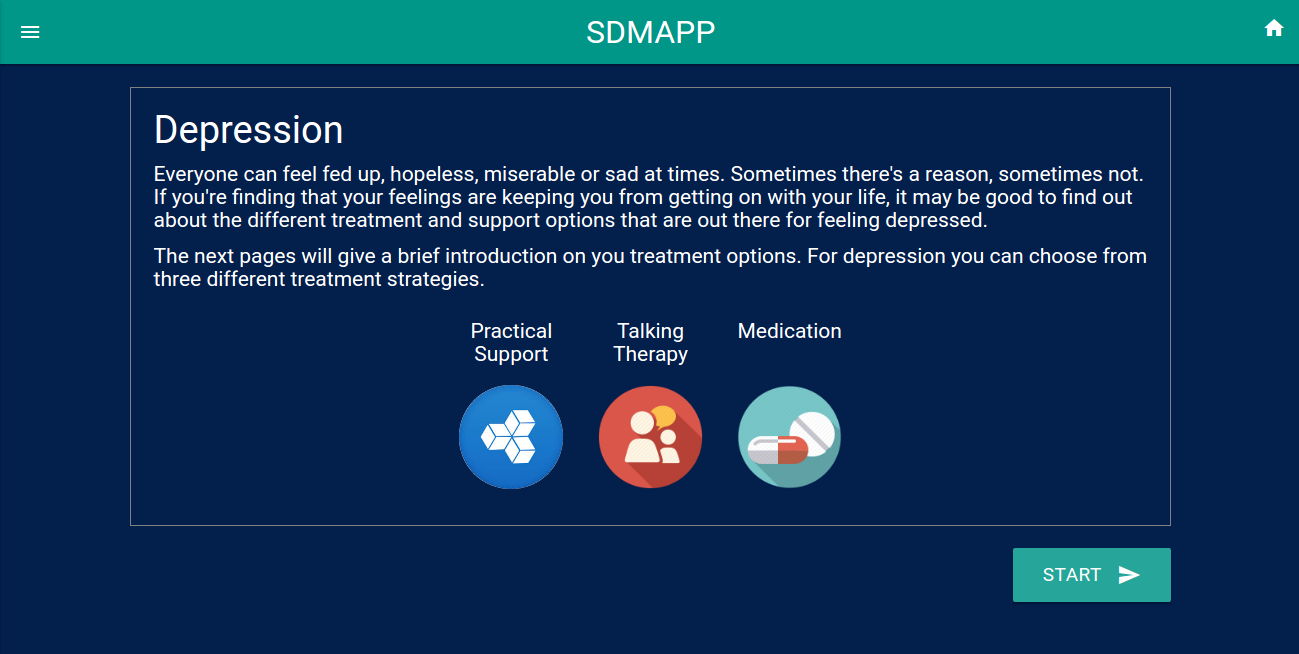 SDMAPP
Depression
Everyone can feel fed up, hopeless, miserable or sad at times. Sometimes there's a reason, sometimes not.
If you're finding that your feelings are keeping you from getting on with your life, it may be good to find out
about the different treatment and support options that are out there for feeling depressed.
The next pages will give a brief introduction on you treatment options. For depression you can choose from
three different treatment strategies.
Practical
Support
Talking
Therapy
Medication
START